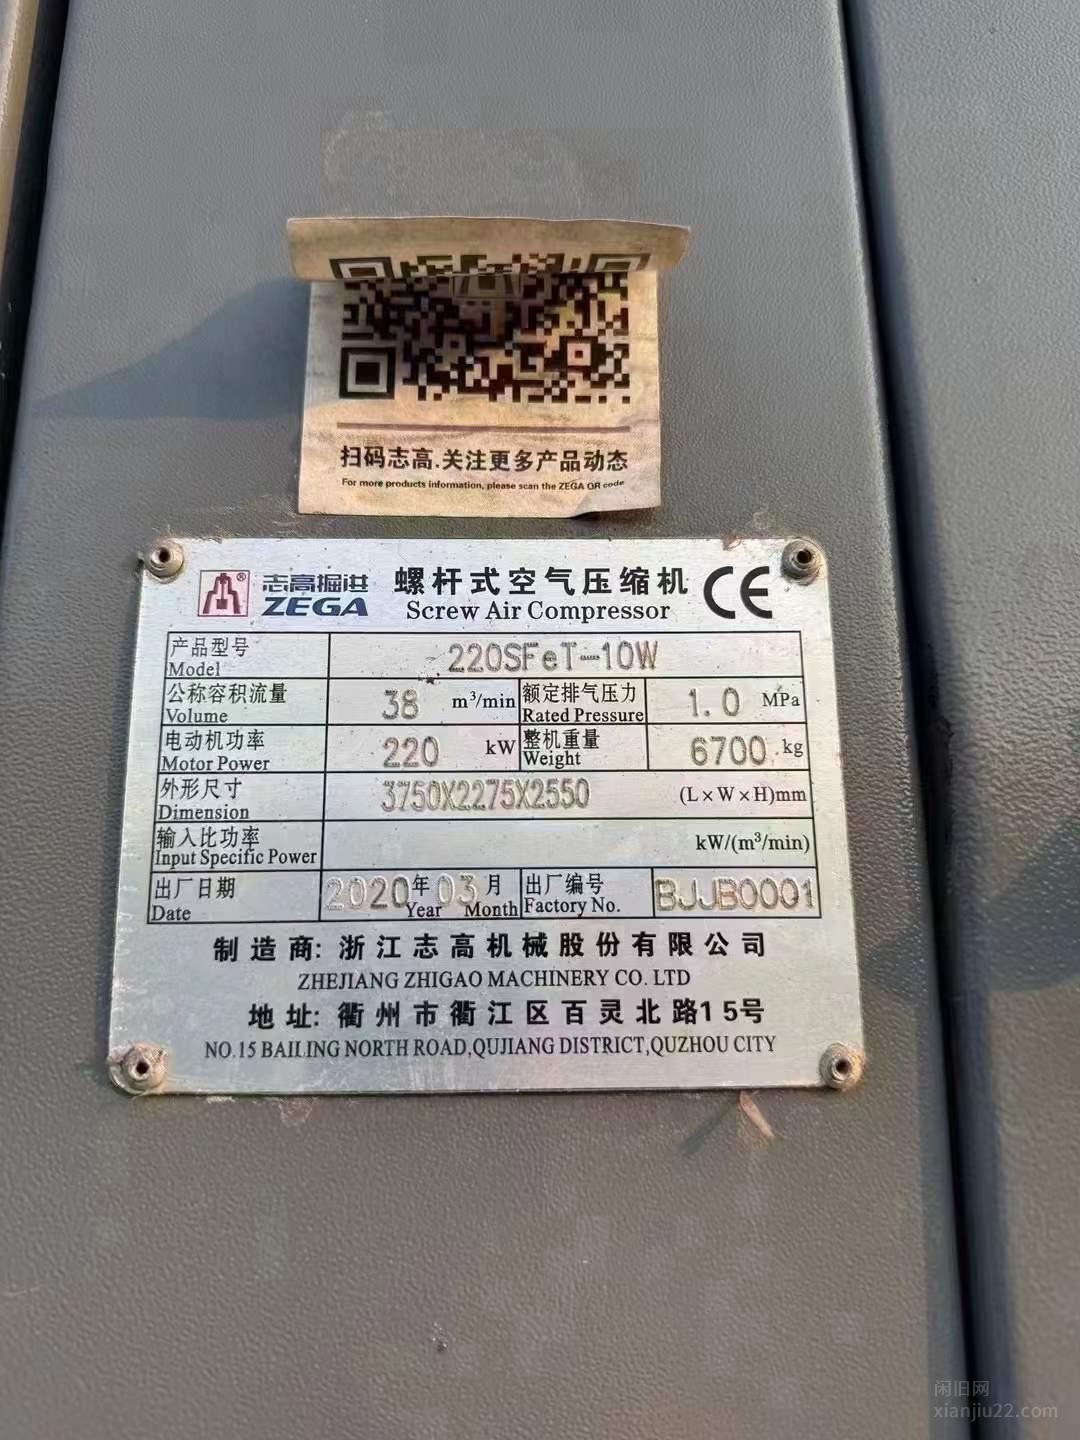 扫码志高.关注更多产品动态
For more products information, please scan the ZEGA QR code
志高掘进 ®
ZEGA
螺杆式空气压缩机
Screw Air Compressor
CE
产品型号 Model 220SFeT-10W
公称容积流量 Volume 38 m³/min 额定排气压力 Rated Pressure 1.0 MPa
电动机功率 Motor Power 220 kW 整机重量 Weight 6700 kg
外形尺寸 Dimension 3750X2275X2550 (L×W×H)mm
输入比功率 Input Specific Power kW/(m³/min)
出厂日期 Date 2020年 Year 03月 Month 出厂编号 Factory No. BJJB0001
制造商: 浙江志高机械股份有限公司
ZHEJIANG ZHIGAO MACHINERY CO. LTD
地址: 衢州市衢江区百灵北路15号
NO.15 BAILING NORTH ROAD,QUJIANG DISTRICT,QUZHOU CITY
闲旧网
xianjiu22.com